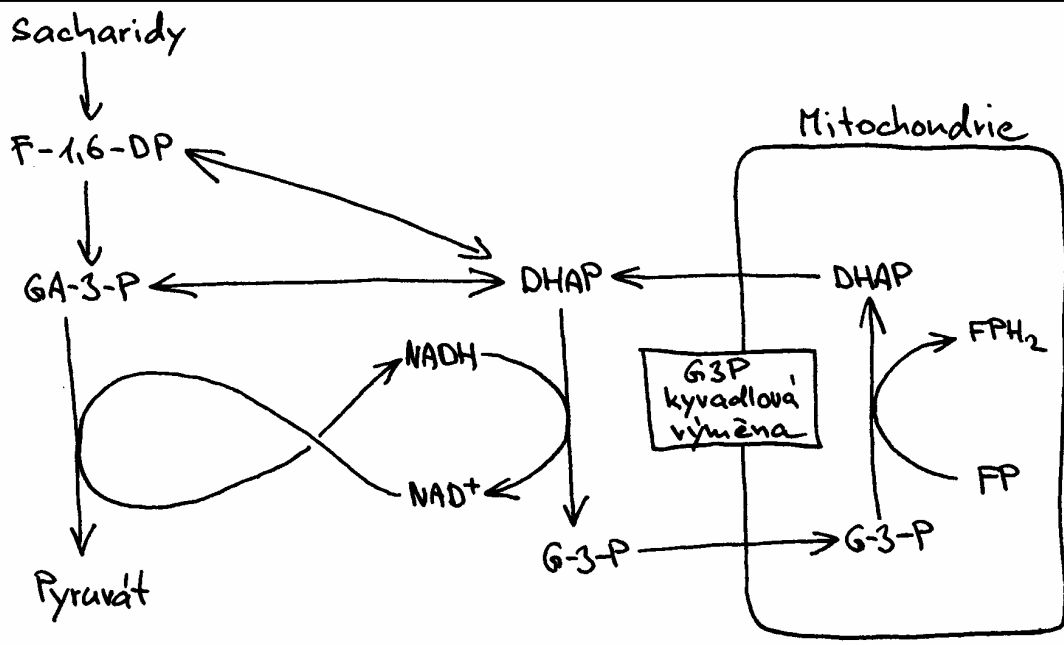 Sacharidy
Mitochondrie
F-1,6-DP
GA-3-P
DHAP
DHAP
NADH
FPH₂
G3P
kyvadlová
výměna
NAD⁺
FP
G-3-P
G-3-P
Pyruvát